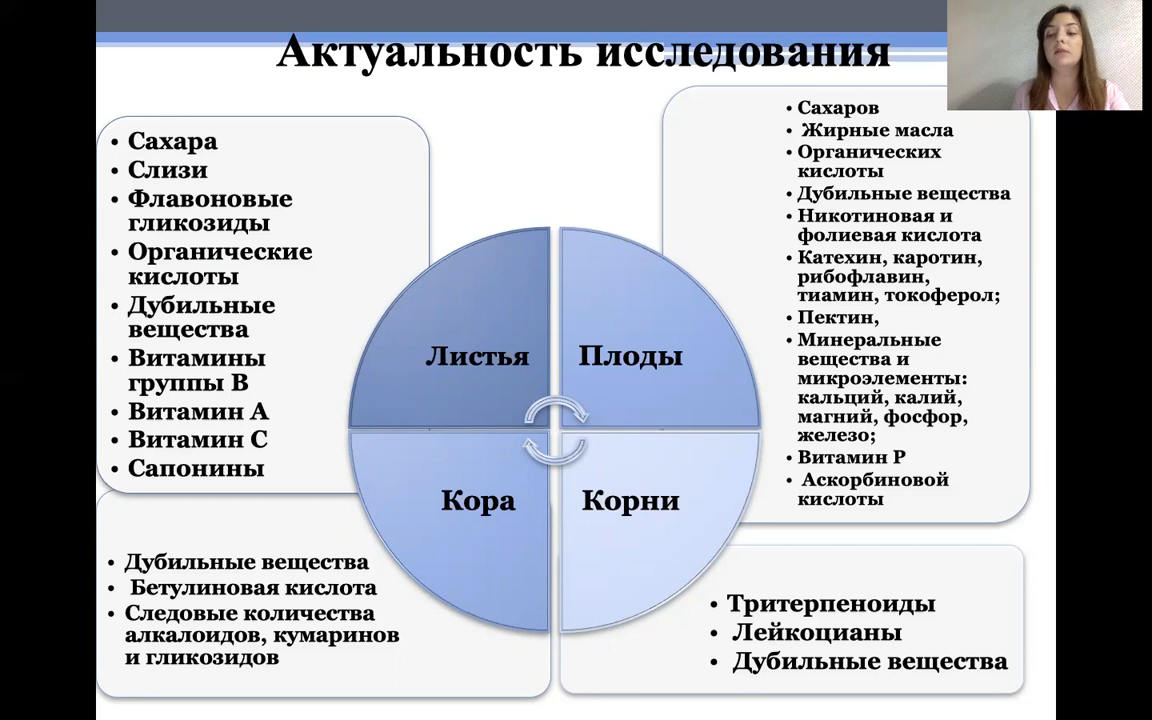 Актуальность исследования
• Сахара
• Слизи
• Флавоновые
гликозиды
• Органические
кислоты
• Дубильные
вещества
• Витамины
группы В
• Витамин А
• Витамин С
• Сапонины
• Сахаров
• Жирные масла
• Органических
кислоты
• Дубильные вещества
• Никотиновая и
фолиевая кислота
• Катехин, каротин,
рибофлавин,
тиамин, токоферол;
• Пектин,
• Минеральные
вещества и
микроэлементы:
кальций, калий,
магний, фосфор,
железо;
• Витамин Р
• Аскорбиновой
кислоты
Листья
Плоды
Кора
Корни
• Дубильные вещества
• Бетулиновая кислота
• Следовые количества
алкалоидов, кумаринов
и гликозидов
• Тритерпеноиды
• Лейкоцианы
• Дубильные вещества